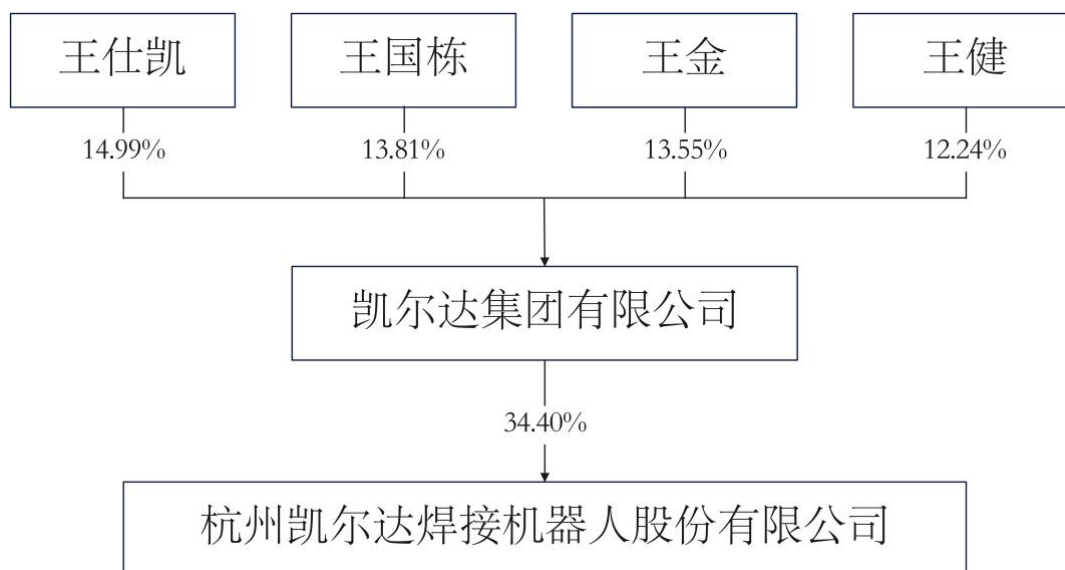 王仕凯 王国栋 王金 王健
14.99% 13.81% 13.55% 12.24%
凯尔达集团有限公司
34.40%
杭州凯尔达焊接机器人股份有限公司